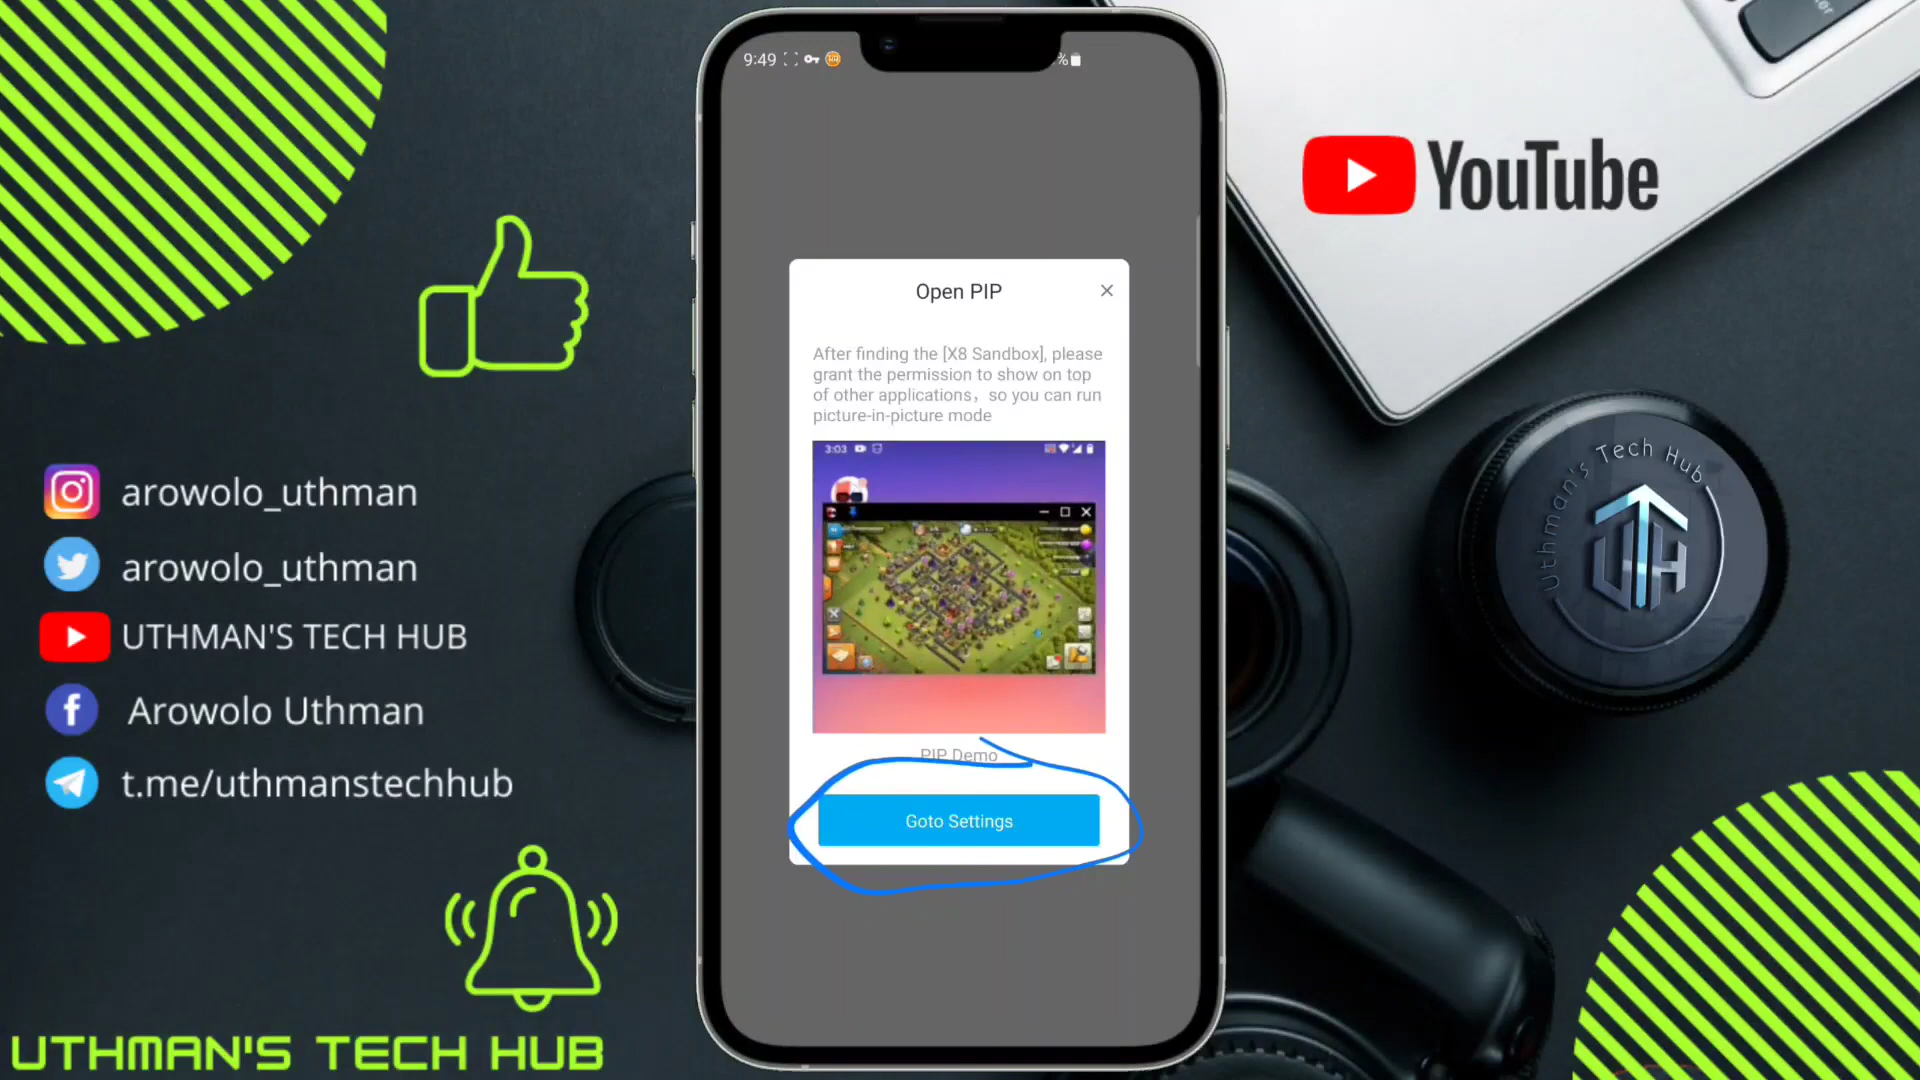 9:49
%
YouTube
ter
Open PIP
After finding the [X8 Sandbox], please
grant the permission to show on top
of other applications，so you can run
picture-in-picture mode
3:03
PIP Demo
Goto Settings
arowolo_uthman
arowolo_uthman
UTHMAN'S TECH HUB
Arowolo Uthman
t.me/uthmanstechhub
UTHMAN'S TECH HUB
Uthman's Tech Hub
UTH